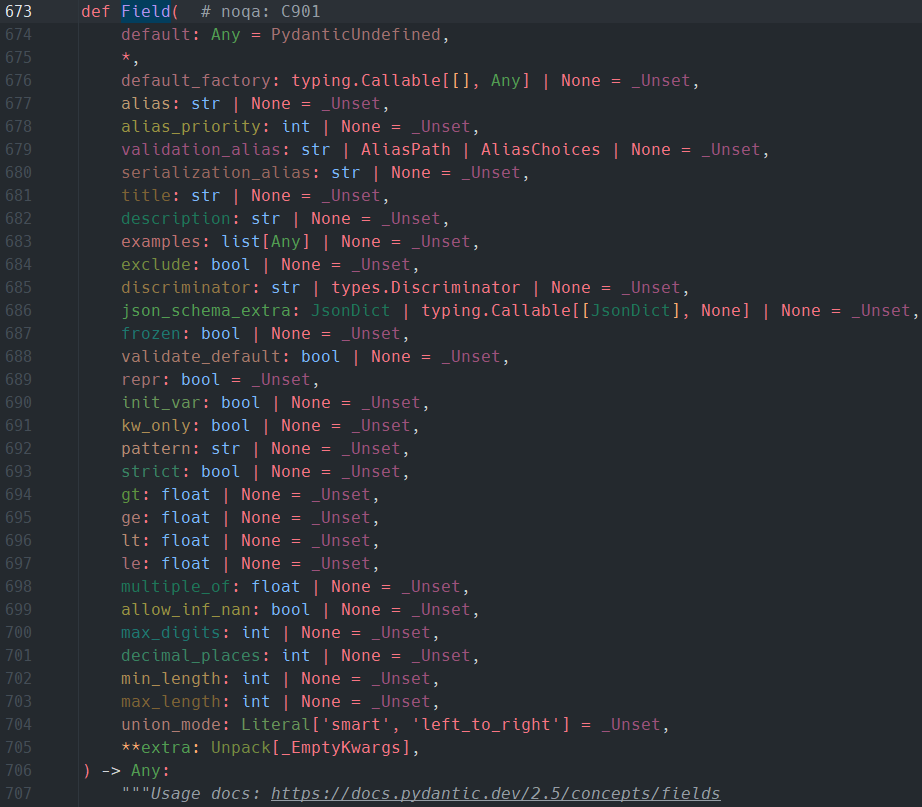 673 def Field(  # noqa: C901
674     default: Any = PydanticUndefined,
675     *,
676     default_factory: typing.Callable[[], Any] | None = _Unset,
677     alias: str | None = _Unset,
678     alias_priority: int | None = _Unset,
679     validation_alias: str | AliasPath | AliasChoices | None = _Unset,
680     serialization_alias: str | None = _Unset,
681     title: str | None = _Unset,
682     description: str | None = _Unset,
683     examples: list[Any] | None = _Unset,
684     exclude: bool | None = _Unset,
685     discriminator: str | types.Discriminator | None = _Unset,
686     json_schema_extra: JsonDict | typing.Callable[[JsonDict], None] | None = _Unset,
687     frozen: bool | None = _Unset,
688     validate_default: bool | None = _Unset,
689     repr: bool = _Unset,
690     init_var: bool | None = _Unset,
691     kw_only: bool | None = _Unset,
692     pattern: str | None = _Unset,
693     strict: bool | None = _Unset,
694     gt: float | None = _Unset,
695     ge: float | None = _Unset,
696     lt: float | None = _Unset,
697     le: float | None = _Unset,
698     multiple_of: float | None = _Unset,
699     allow_inf_nan: bool | None = _Unset,
700     max_digits: int | None = _Unset,
701     decimal_places: int | None = _Unset,
702     min_length: int | None = _Unset,
703     max_length: int | None = _Unset,
704     union_mode: Literal['smart', 'left_to_right'] = _Unset,
705     **extra: Unpack[_EmptyKwargs],
706 ) -> Any:
707     """Usage docs: https://docs.pydantic.dev/2.5/concepts/fields